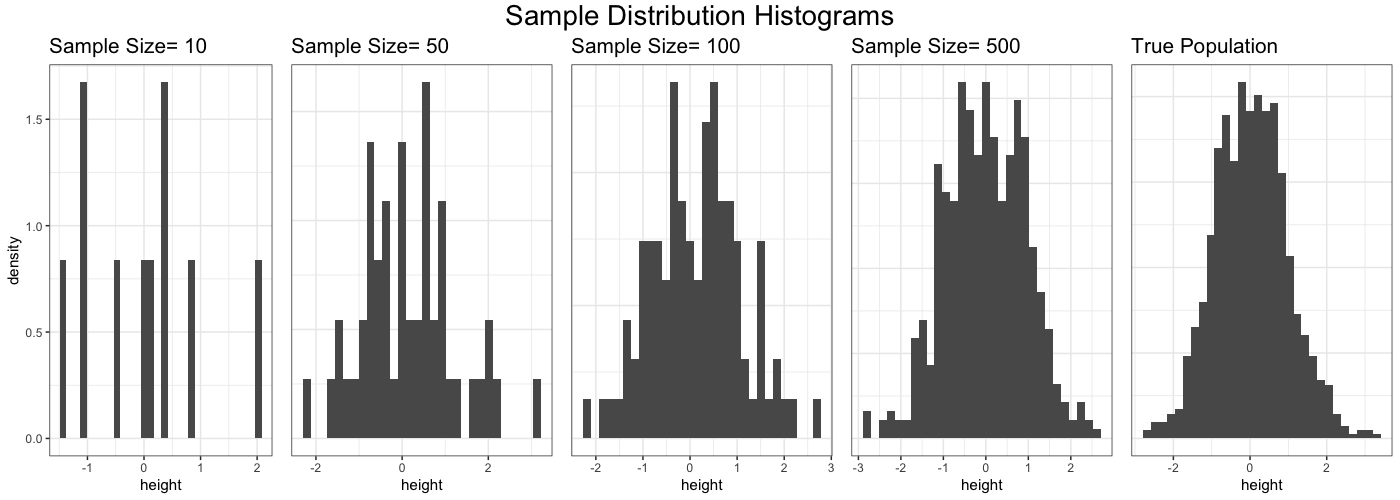 Sample Distribution Histograms
Sample Size= 10
Sample Size= 50
Sample Size= 100
Sample Size= 500
True Population
density
1.5
1.0
0.5
0.0
-1 0 1 2
height
-2 0 2
height
-2 -1 0 1 2 3
height
-3 -2 -1 0 1 2
height
-2 0 2
height